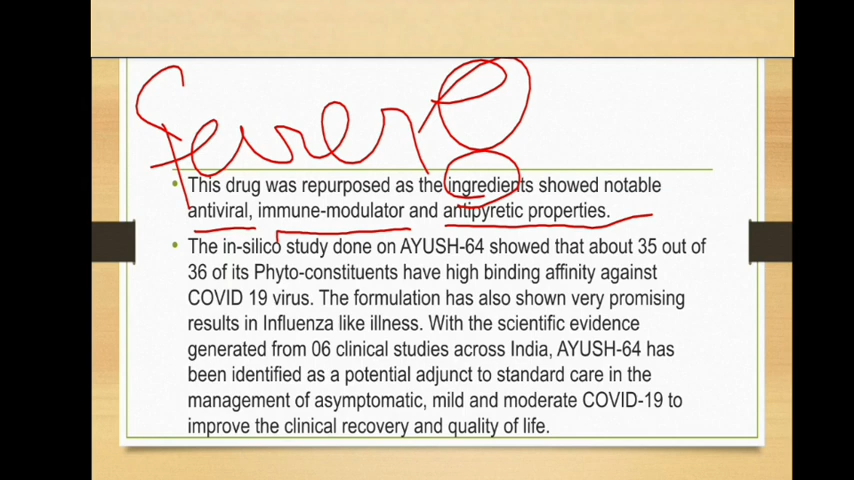 Fever
• This drug was repurposed as the ingredients showed notable
antiviral, immune-modulator and antipyretic properties.
• The in-silico study done on AYUSH-64 showed that about 35 out of
36 of its Phyto-constituents have high binding affinity against
COVID 19 virus. The formulation has also shown very promising
results in Influenza like illness. With the scientific evidence
generated from 06 clinical studies across India, AYUSH-64 has
been identified as a potential adjunct to standard care in the
management of asymptomatic, mild and moderate COVID-19 to
improve the clinical recovery and quality of life.